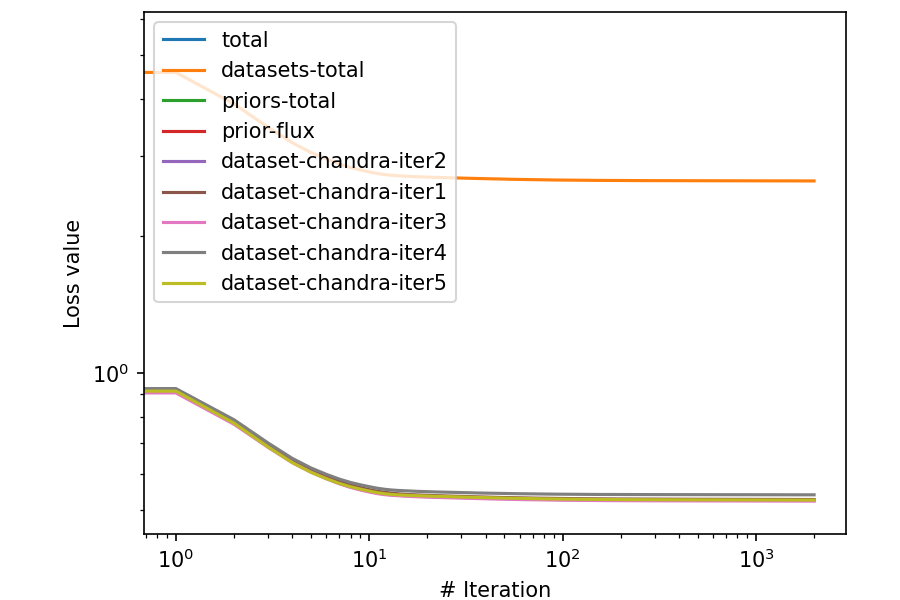 total
datasets-total
priors-total
prior-flux
dataset-chandra-iter2
dataset-chandra-iter1
dataset-chandra-iter3
dataset-chandra-iter4
dataset-chandra-iter5
Loss value
10⁰
10⁰ 10¹ 10² 10³
# Iteration